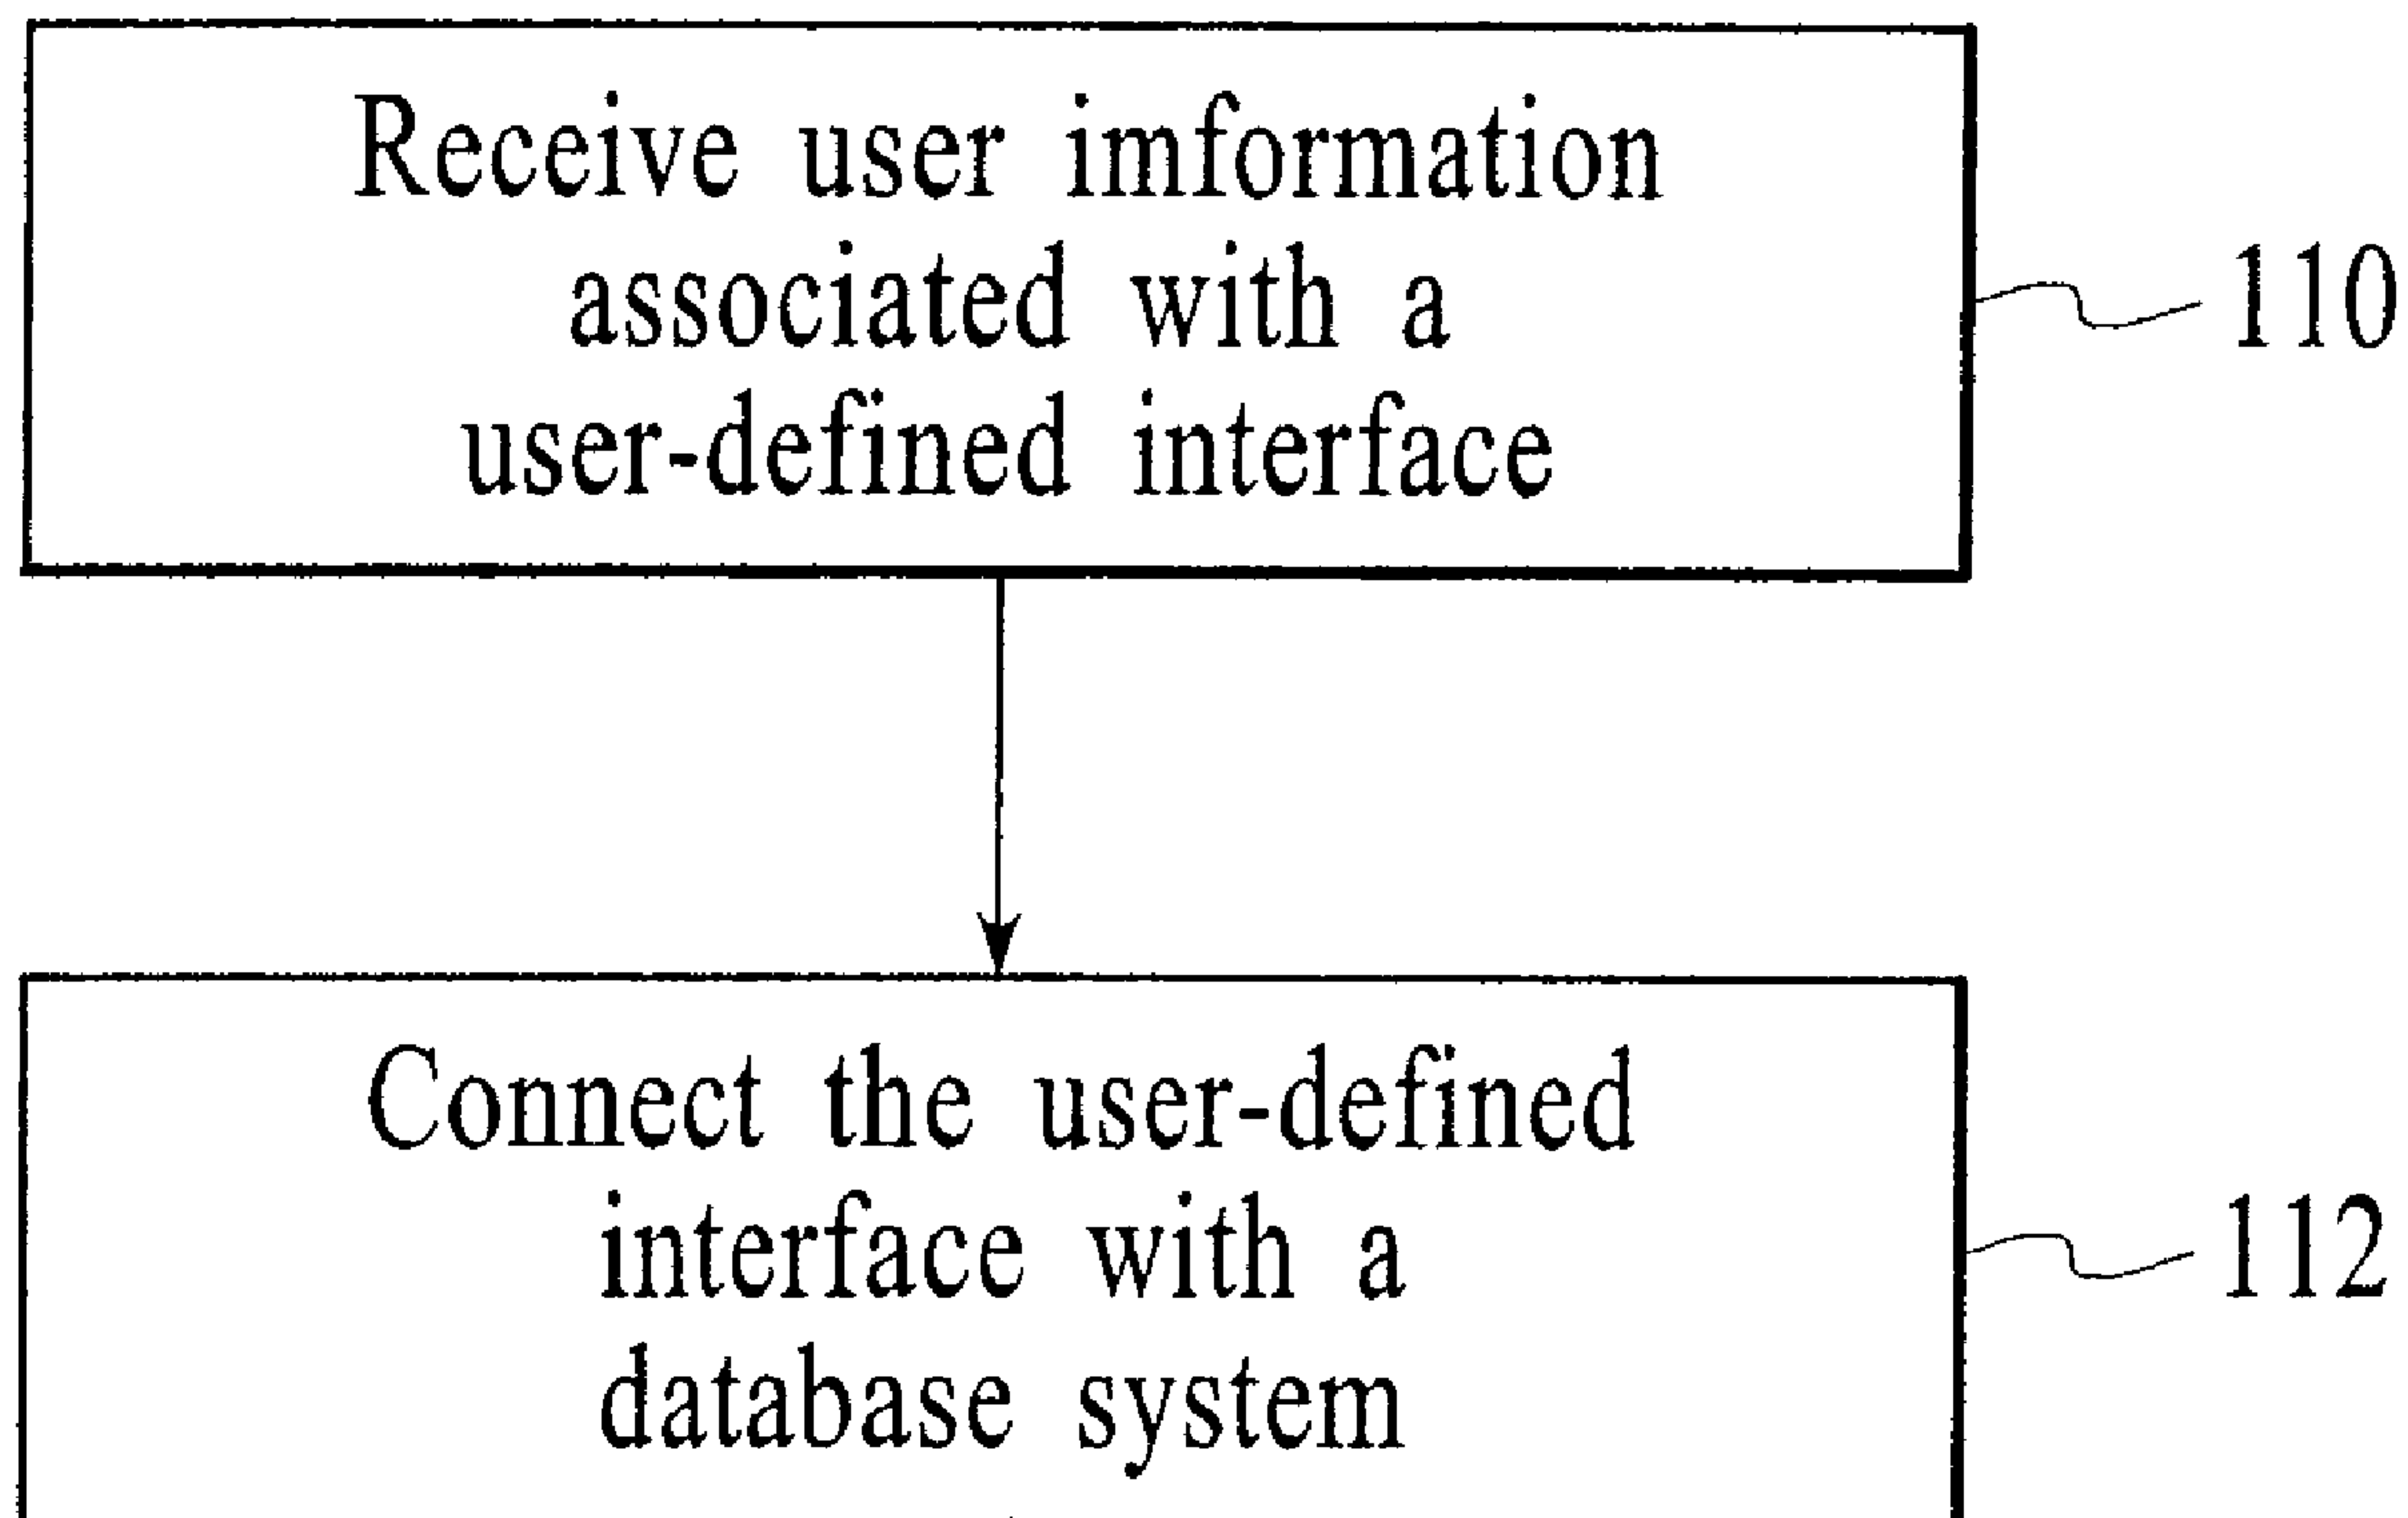 Receive user imformation
associated with a
user-defined interface
110
Connect the user-defined
interface with a
database system
112